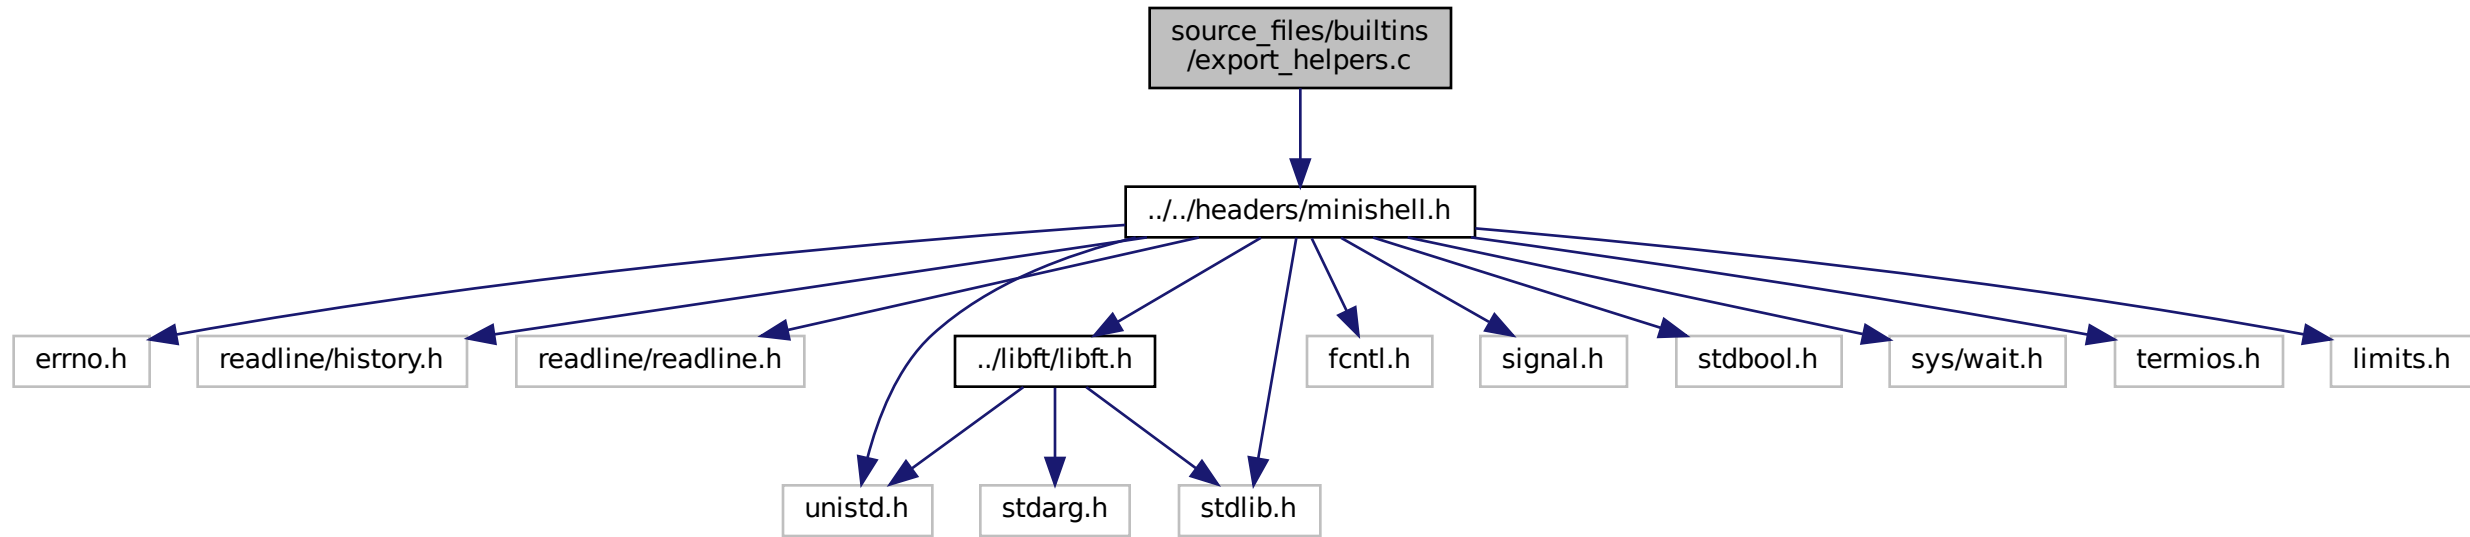 source_files/builtins
/export_helpers.c
../../headers/minishell.h
errno.h
readline/history.h
readline/readline.h
../libft/libft.h
fcntl.h
signal.h
stdbool.h
sys/wait.h
termios.h
limits.h
unistd.h
stdarg.h
stdlib.h